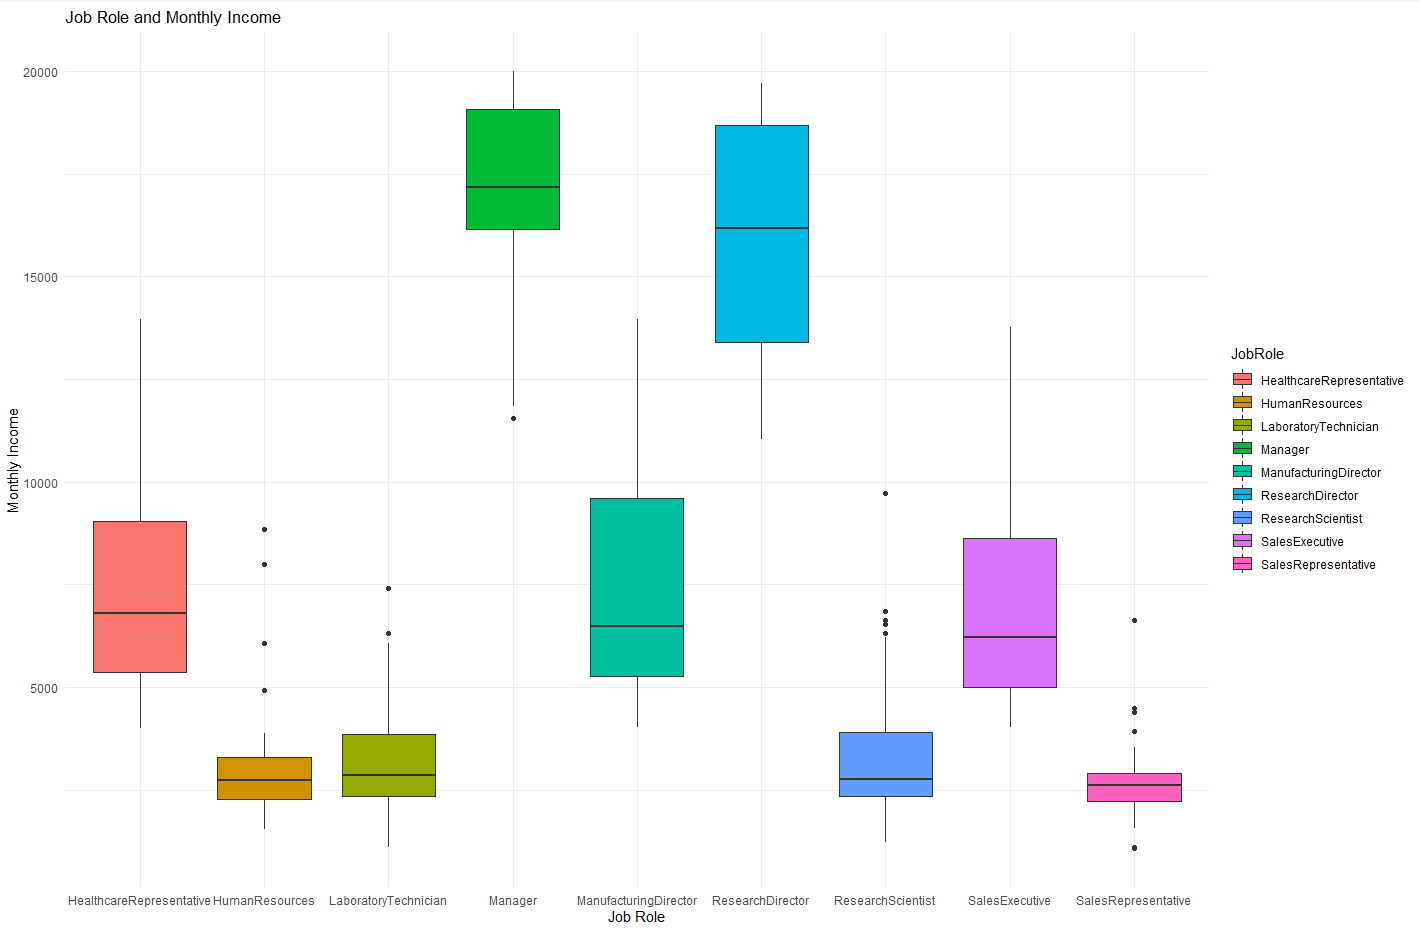 Job Role and Monthly Income
20000
15000
10000
5000
Monthly Income
HealthcareRepresentative HumanResources LaboratoryTechnician Manager ManufacturingDirector ResearchDirector ResearchScientist SalesExecutive SalesRepresentative
Job Role
JobRole
HealthcareRepresentative
HumanResources
LaboratoryTechnician
Manager
ManufacturingDirector
ResearchDirector
ResearchScientist
SalesExecutive
SalesRepresentative